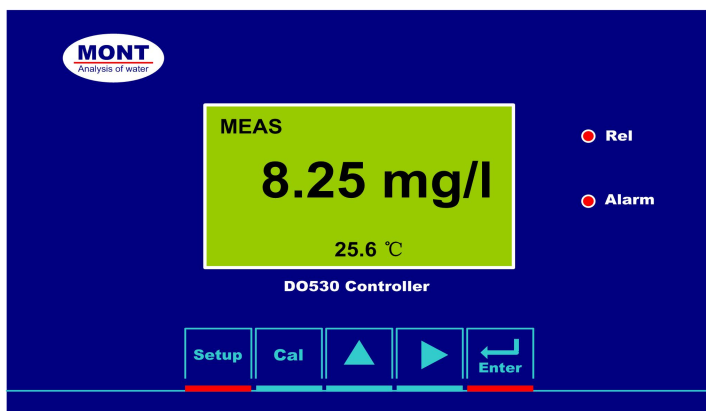 MONT
Analysis of water
MEAS
8.25 mg/l
25.6 ℃
Rel
Alarm
DO530 Controller
Setup
Cal
Enter